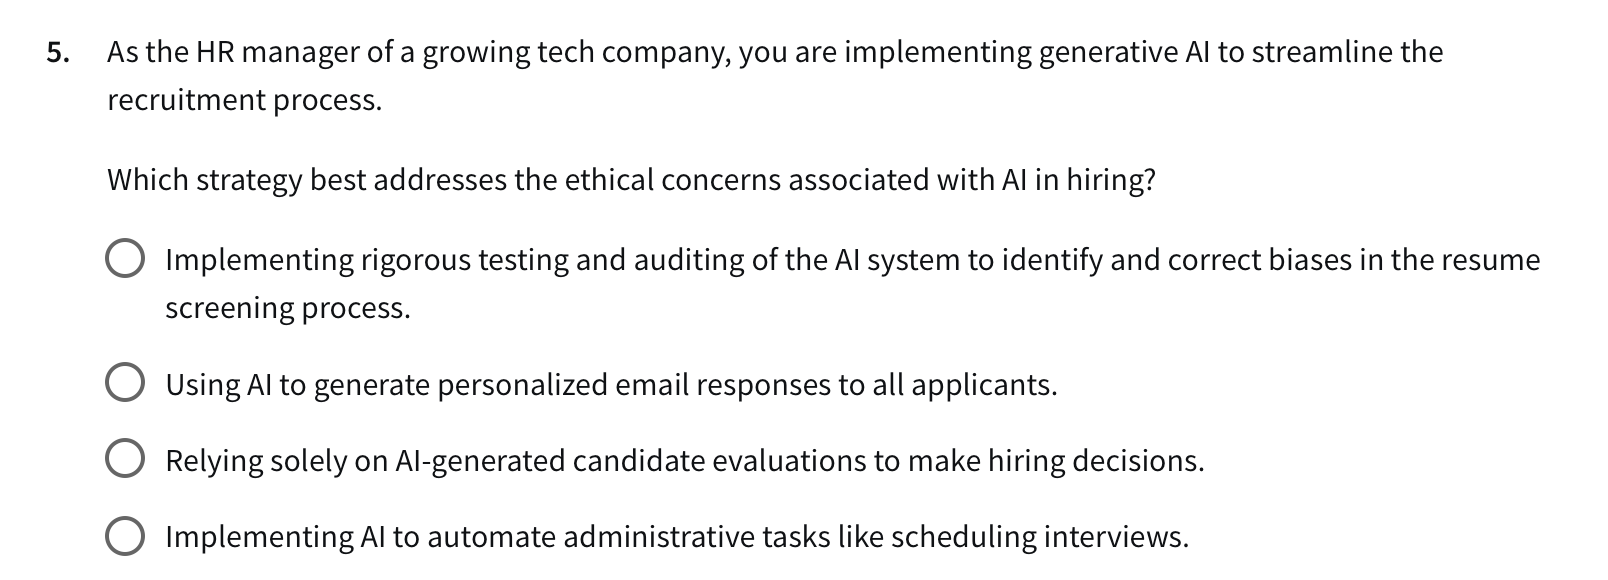 5. As the HR manager of a growing tech company, you are implementing generative AI to streamline the
recruitment process.
Which strategy best addresses the ethical concerns associated with AI in hiring?
Implementing rigorous testing and auditing of the AI system to identify and correct biases in the resume
screening process.
Using AI to generate personalized email responses to all applicants.
Relying solely on AI-generated candidate evaluations to make hiring decisions.
Implementing AI to automate administrative tasks like scheduling interviews.